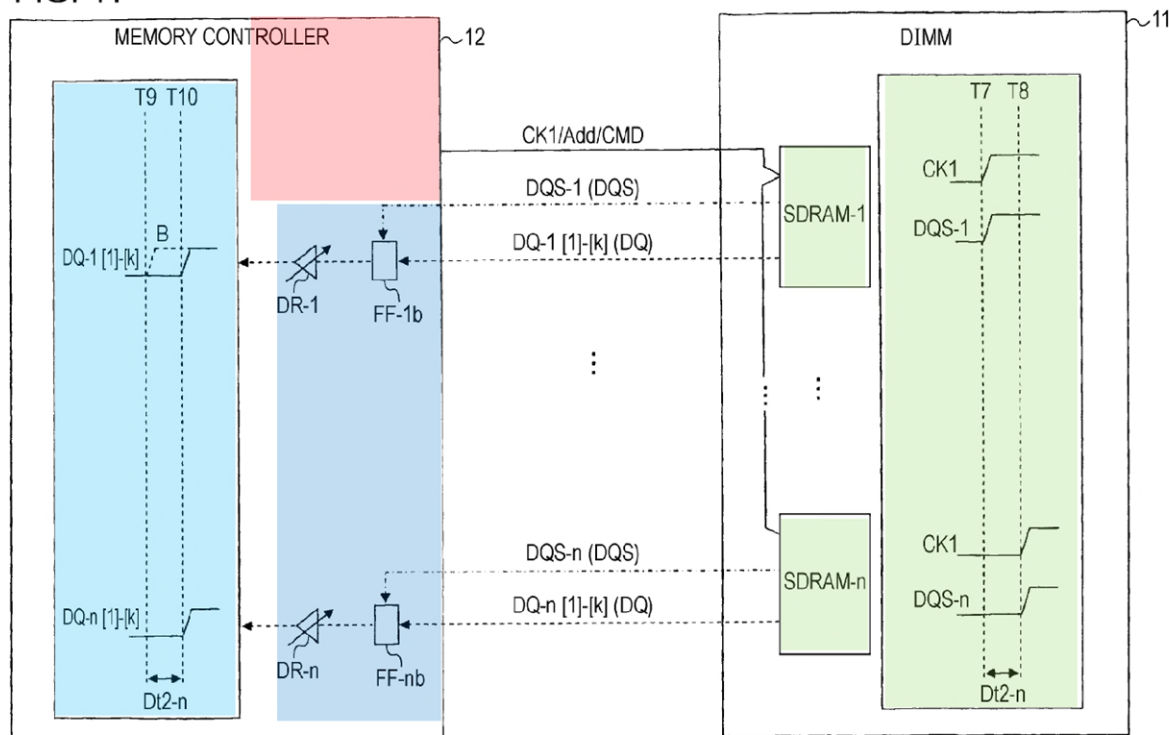 MEMORY CONTROLLER
12
DIMM
11
T9 T10
T7 T8
CK1/Add/CMD
CK1
DQS-1 (DQS)
SDRAM-1
DQS-1
B
DQ-1 [1]-[k]
DQ-1 [1]-[k] (DQ)
DR-1
FF-1b
DQS-n (DQS)
CK1
SDRAM-n
DQ-n [1]-[k]
DQ-n [1]-[k] (DQ)
DQS-n
DR-n
FF-nb
Dt2-n
Dt2-n